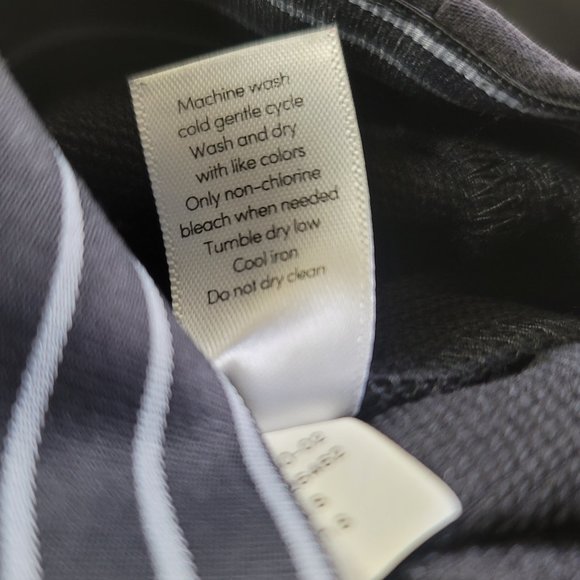 Machine wash
cold gentle cycle
Wash and dry
with like colors
Only non-chlorine
bleach when needed
Tumble dry low
Cool iron
Do not dry clean